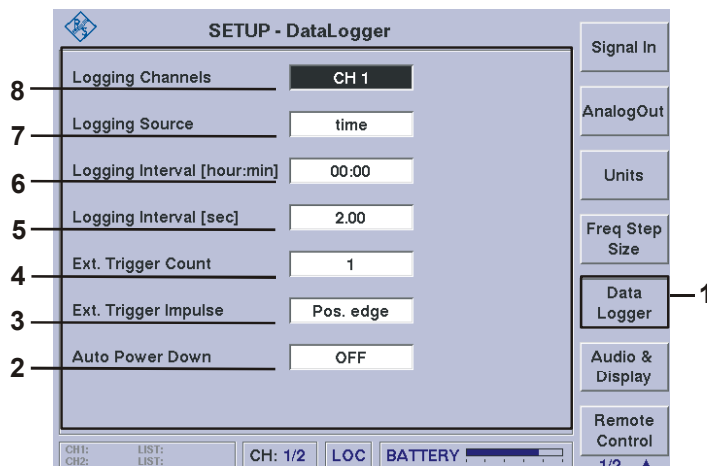 R/S
SETUP - DataLogger
Signal In
8 Logging Channels CH 1
AnalogOut
7 Logging Source time
6 Logging Interval [hour:min] 00:00
Units
5 Logging Interval [sec] 2.00
Freq Step
Size
4 Ext. Trigger Count 1
Data
Logger
1
3 Ext. Trigger Impulse Pos. edge
2 Auto Power Down OFF
Audio &
Display
Remote
Control
CH1: LIST:
CH2: LIST:
CH: 1/2 LOC BATTERY
1/2 ▲